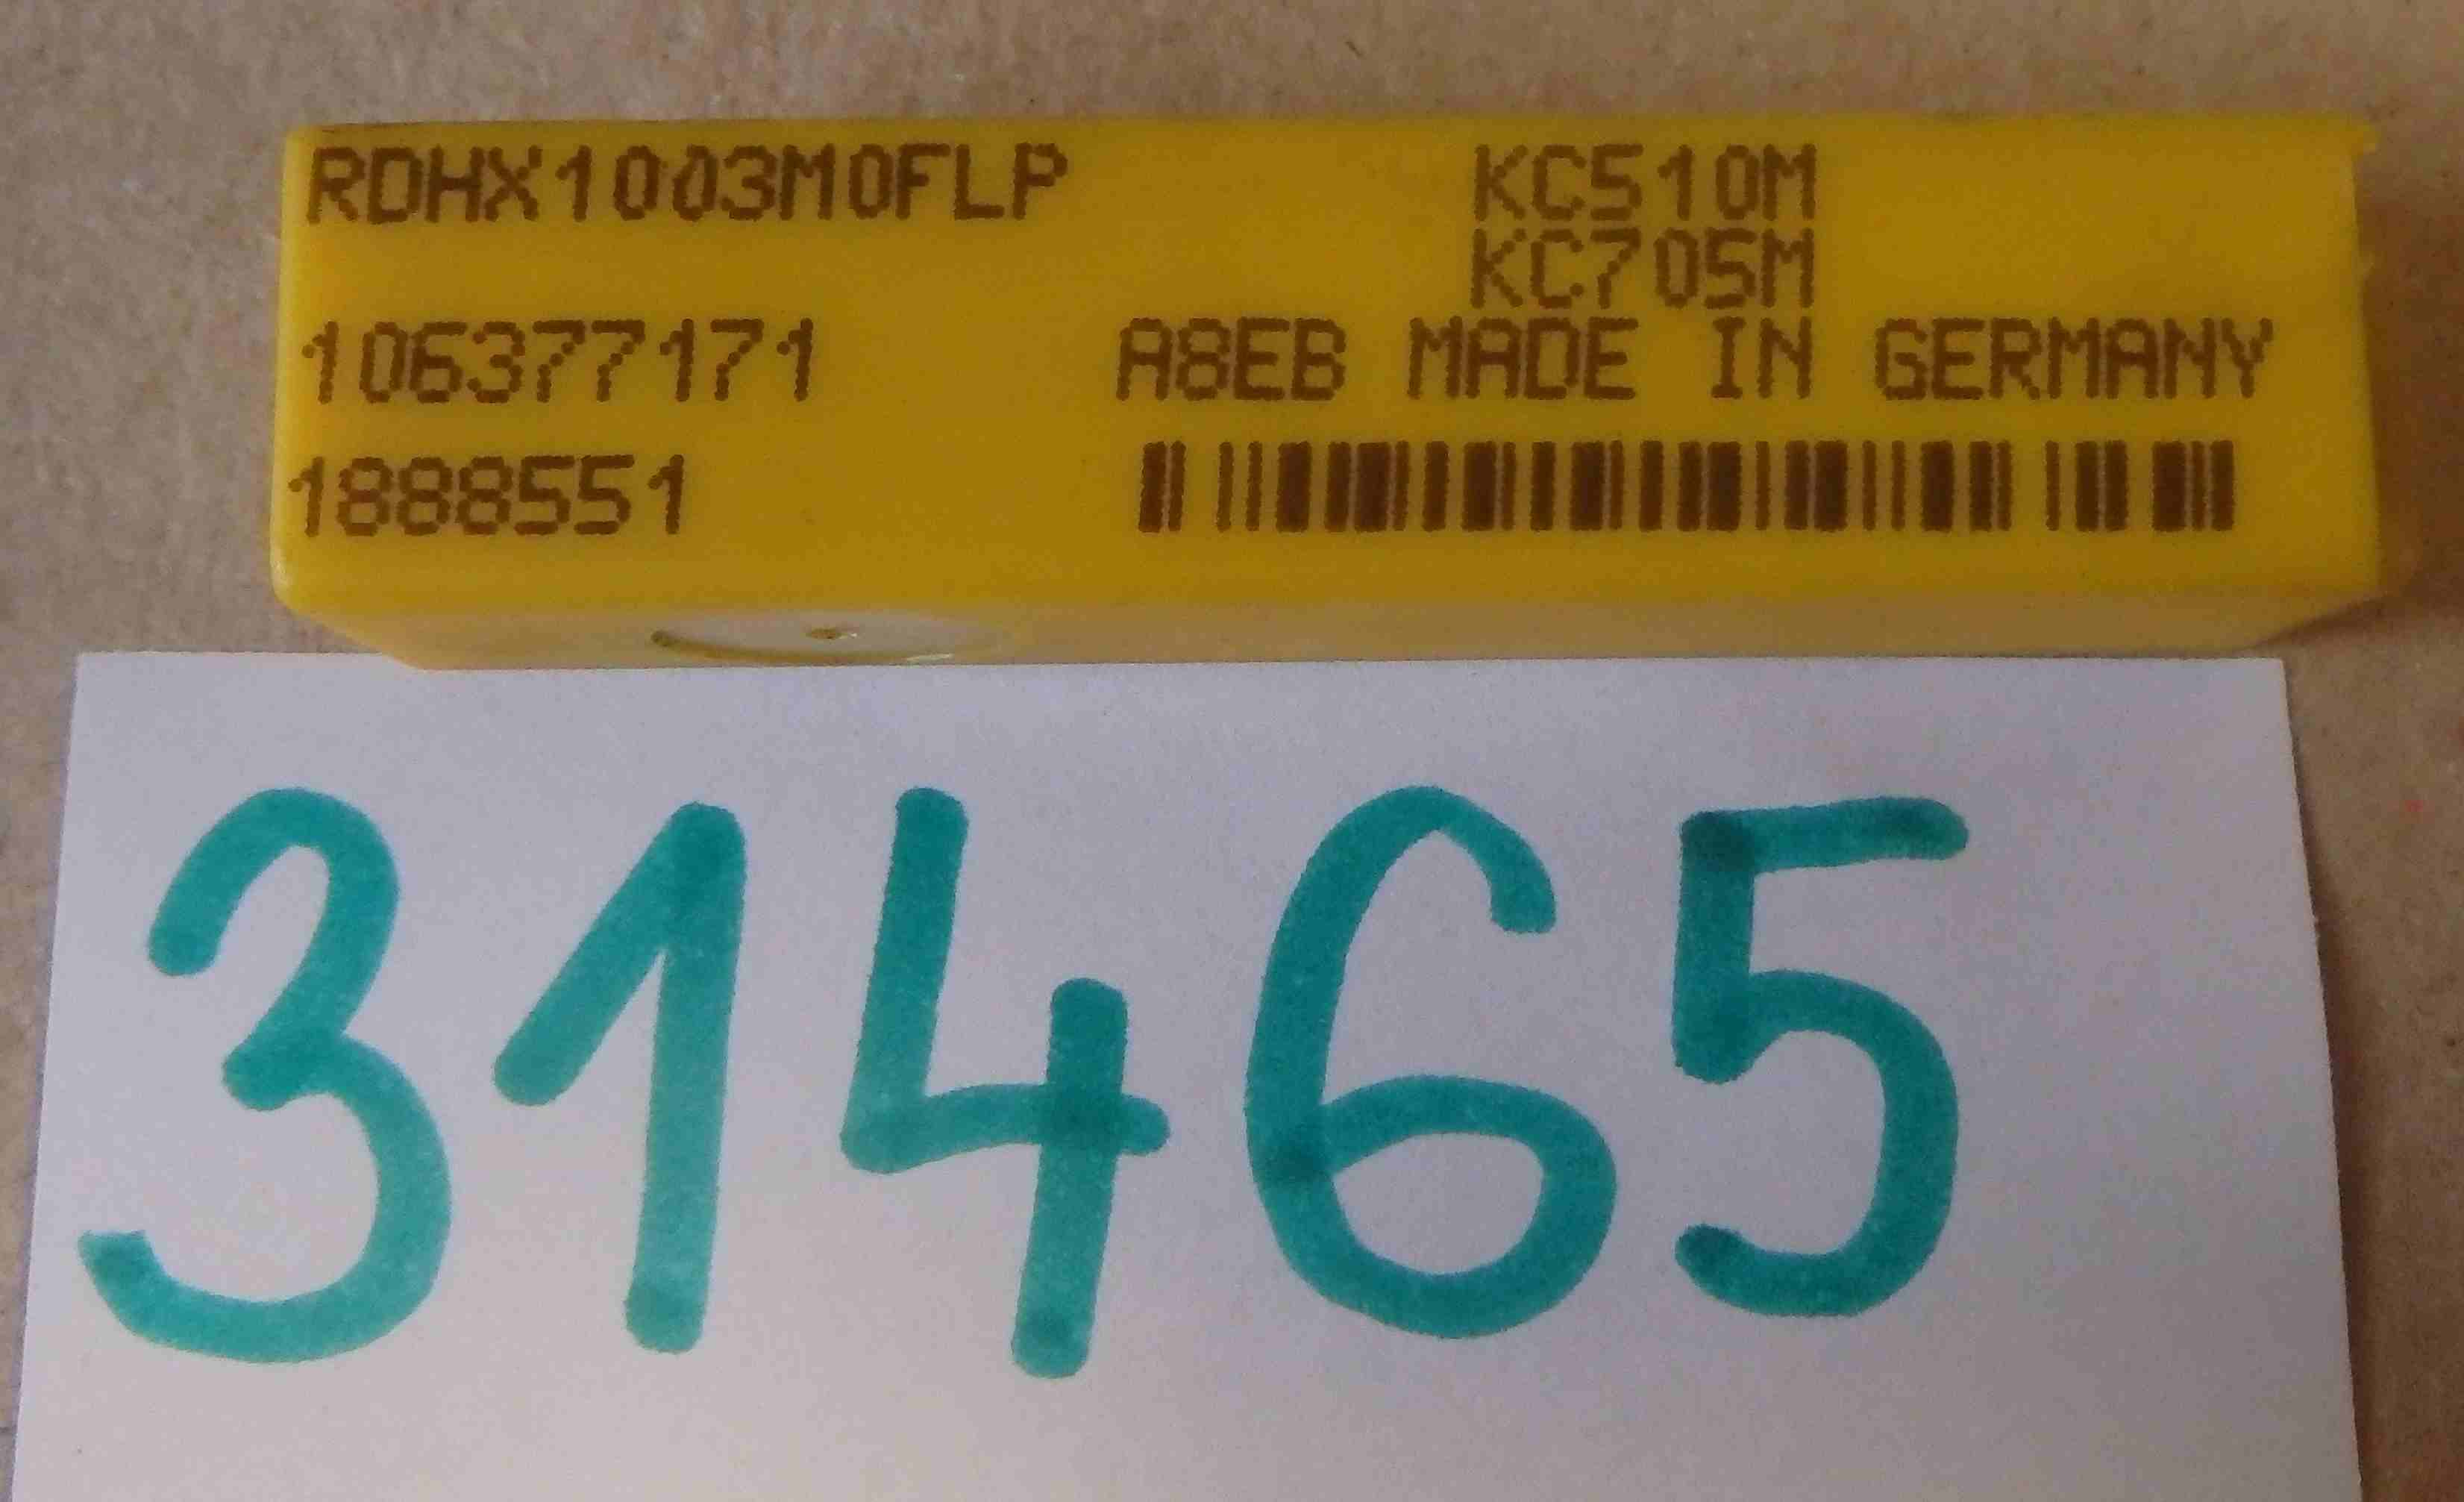 RDHX1003M0FLP KC510M
KC705M
106377171 A8EB MADE IN GERMANY
1888551
31465